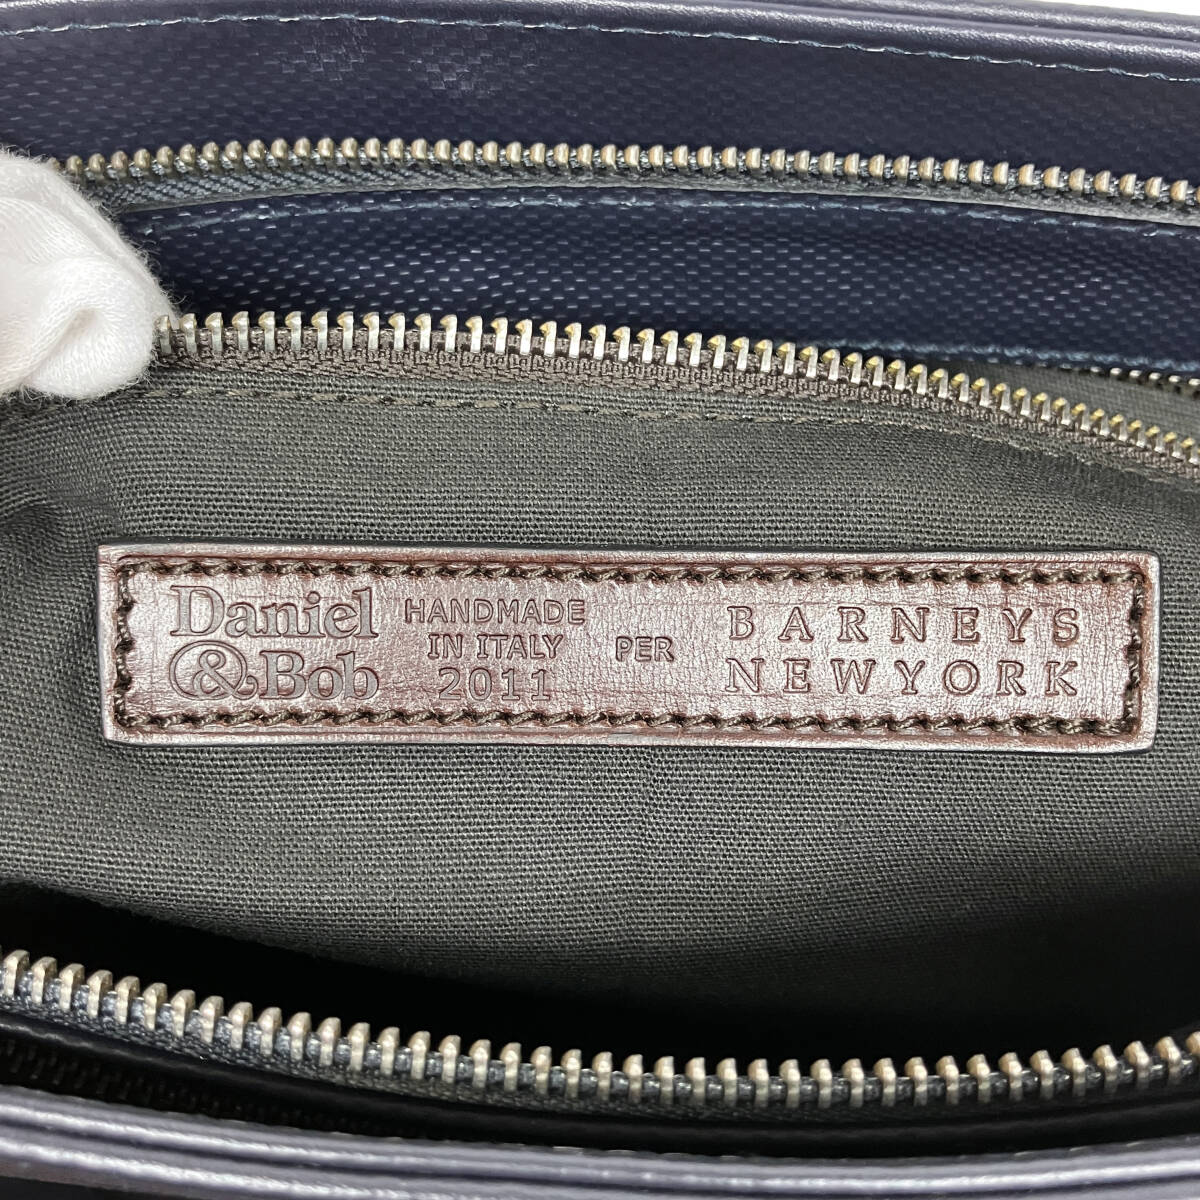 Daniel
& Bob
HANDMADE
IN ITALY
2011
PER
BARNEYS
NEWYORK